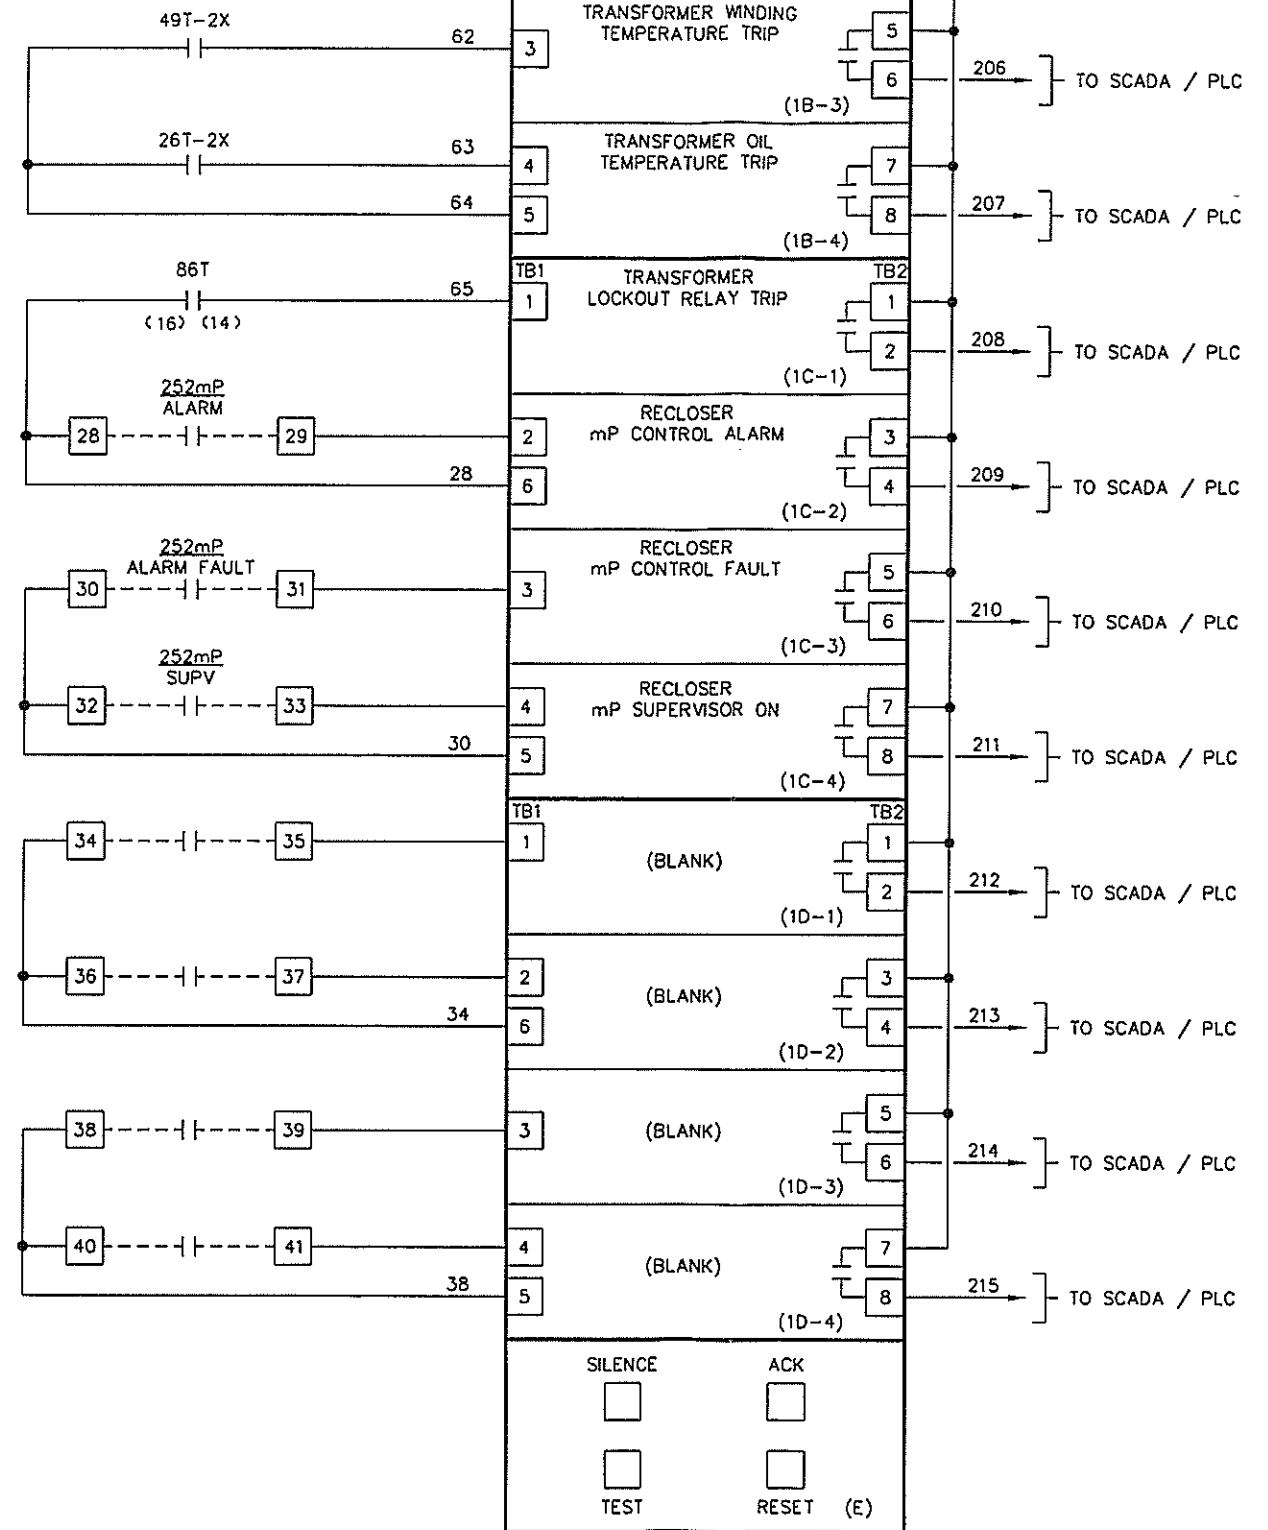 TRANSFORMER WINDING
TEMPERATURE TRIP
49T-2X
62
3
5
6
206
TO SCADA / PLC
(1B-3)
26T-2X
63
4
TRANSFORMER OIL
TEMPERATURE TRIP
7
64
5
8
207
TO SCADA / PLC
(1B-4)
TB1
TB2
86T
(16) (14)
65
1
TRANSFORMER
LOCKOUT RELAY TRIP
1
2
208
TO SCADA / PLC
(1C-1)
252mP
ALARM
28
29
2
RECLOSER
mP CONTROL ALARM
3
28
6
4
209
TO SCADA / PLC
(1C-2)
252mP
ALARM FAULT
30
31
3
RECLOSER
mP CONTROL FAULT
5
6
210
TO SCADA / PLC
(1C-3)
252mP
SUPV
32
33
4
RECLOSER
mP SUPERVISOR ON
7
30
5
8
211
TO SCADA / PLC
(1C-4)
TB1
TB2
34
35
1
(BLANK)
1
2
212
TO SCADA / PLC
(1D-1)
36
37
2
(BLANK)
3
34
6
4
213
TO SCADA / PLC
(1D-2)
38
39
3
(BLANK)
5
6
214
TO SCADA / PLC
(1D-3)
40
41
4
(BLANK)
7
38
5
8
215
TO SCADA / PLC
(1D-4)
SILENCE
ACK
TEST
RESET
(E)